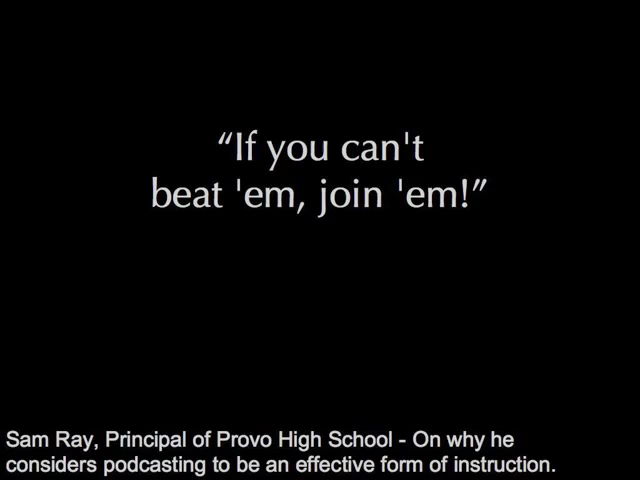 “If you can't
beat 'em, join 'em!”
Sam Ray, Principal of Provo High School - On why he
considers podcasting to be an effective form of instruction.